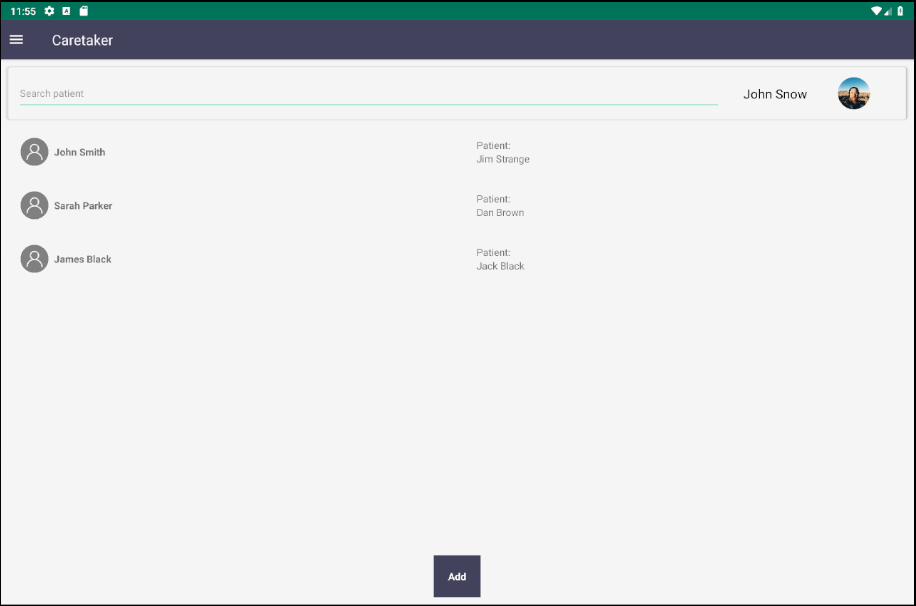 11:55
Caretaker
Search patient
John Snow
John Smith
Patient:
Jim Strange
Sarah Parker
Patient:
Dan Brown
James Black
Patient:
Jack Black
Add